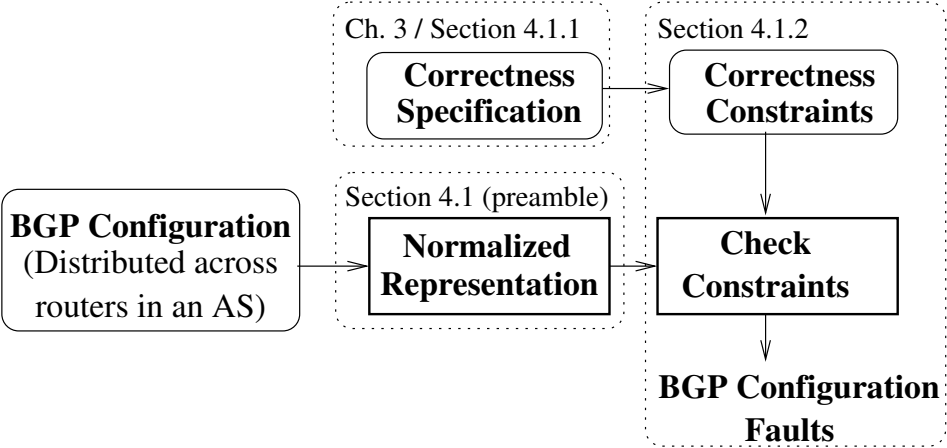 Ch. 3 / Section 4.1.1
Correctness
Specification
Section 4.1.2
Correctness
Constraints
BGP Configuration
(Distributed across
routers in an AS)
Section 4.1 (preamble)
Normalized
Representation
Check
Constraints
BGP Configuration
Faults